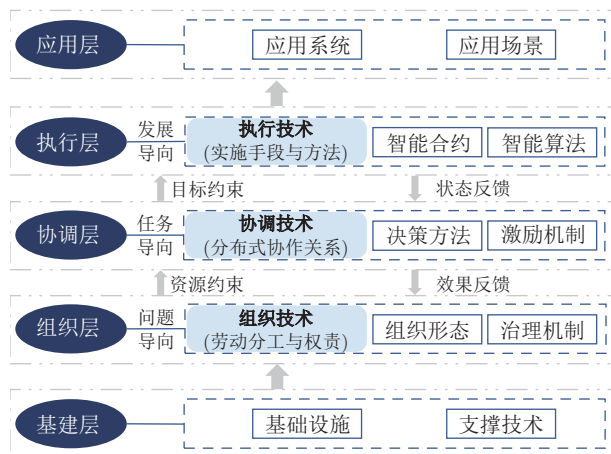 应用层
应用系统
应用场景
执行层
发展
导向
执行技术
(实施手段与方法)
智能合约
智能算法
目标约束
状态反馈
协调层
任务
导向
协调技术
(分布式协作关系)
决策方法
激励机制
资源约束
效果反馈
组织层
问题
导向
组织技术
(劳动分工与权责)
组织形态
治理机制
基建层
基础设施
支撑技术